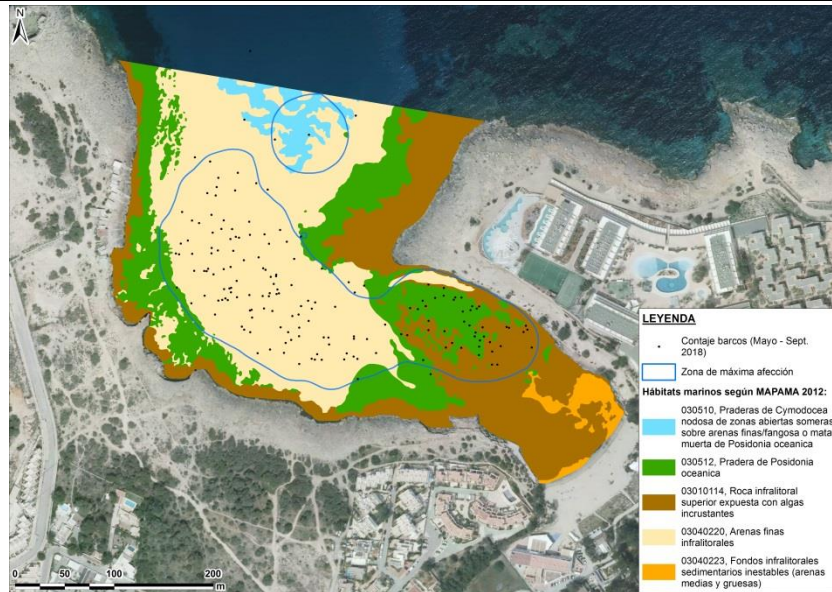 N
LEYENDA
Contaje barcos (Mayo - Sept.
2018)
Zona de máxima afección
Hábitats marinos según MAPAMA 2012:
030510, Praderas de Cymodocea
nodosa de zonas abiertas someras
sobre arenas finas/fangosa o mata
muerta de Posidonia oceanica
030512, Pradera de Posidonia
oceanica
03010114, Roca infralitoral
superior expuesta con algas
incrustantes
03040220, Arenas finas
infralitorales
03040223, Fondos infralitorales
sedimentarios inestables (arenas
medias y gruesas)
0 50 100 200
m